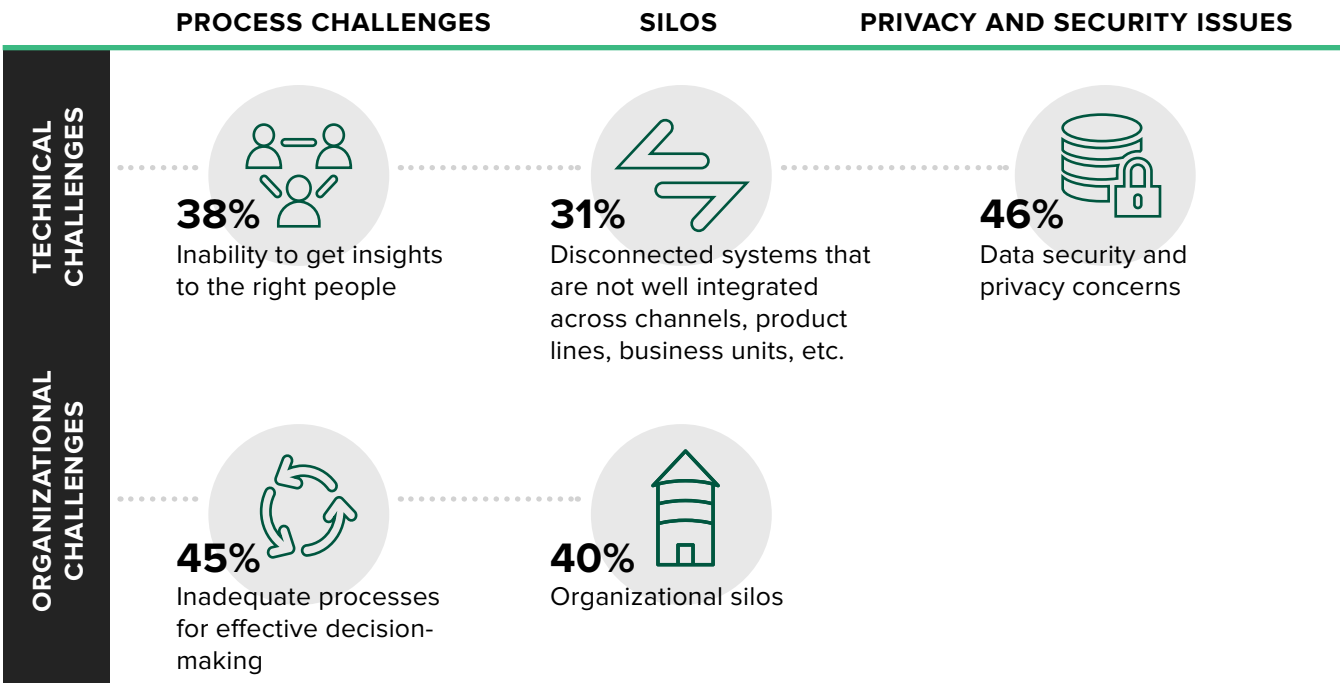 PROCESS CHALLENGES
SILOS
PRIVACY AND SECURITY ISSUES
TECHNICAL
CHALLENGES
38%
Inability to get insights
to the right people
31%
Disconnected systems that
are not well integrated
across channels, product
lines, business units, etc.
46%
Data security and
privacy concerns
ORGANIZATIONAL
CHALLENGES
45%
Inadequate processes
for effective decision-
making
40%
Organizational silos